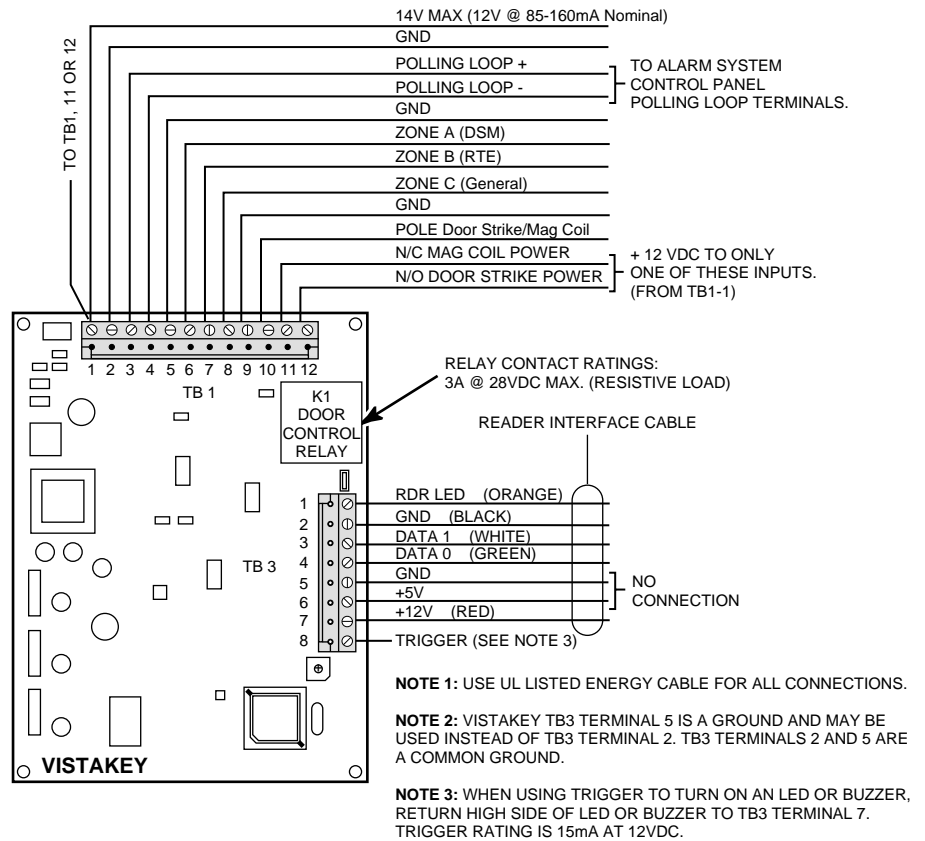 14V MAX (12V @ 85-160mA Nominal)
GND
POLLING LOOP +
POLLING LOOP -
TO ALARM SYSTEM
CONTROL PANEL
POLLING LOOP TERMINALS.
GND
ZONE A (DSM)
ZONE B (RTE)
ZONE C (General)
GND
POLE Door Strike/Mag Coil
N/C MAG COIL POWER
N/O DOOR STRIKE POWER
+ 12 VDC TO ONLY
ONE OF THESE INPUTS.
(FROM TB1-1)
TO TB1, 11 OR 12
1 2 3 4 5 6 7 8 9 10 11 12
TB 1
K1
DOOR
CONTROL
RELAY
RELAY CONTACT RATINGS:
3A @ 28VDC MAX. (RESISTIVE LOAD)
READER INTERFACE CABLE
TB 3
1 RDR LED (ORANGE)
2 GND (BLACK)
3 DATA 1 (WHITE)
4 DATA 0 (GREEN)
5 GND
6 +5V
7 +12V (RED)
8 TRIGGER (SEE NOTE 3)
NO
CONNECTION
VISTAKEY
NOTE 1: USE UL LISTED ENERGY CABLE FOR ALL CONNECTIONS.
NOTE 2: VISTAKEY TB3 TERMINAL 5 IS A GROUND AND MAY BE
USED INSTEAD OF TB3 TERMINAL 2. TB3 TERMINALS 2 AND 5 ARE
A COMMON GROUND.
NOTE 3: WHEN USING TRIGGER TO TURN ON AN LED OR BUZZER,
RETURN HIGH SIDE OF LED OR BUZZER TO TB3 TERMINAL 7.
TRIGGER RATING IS 15mA AT 12VDC.